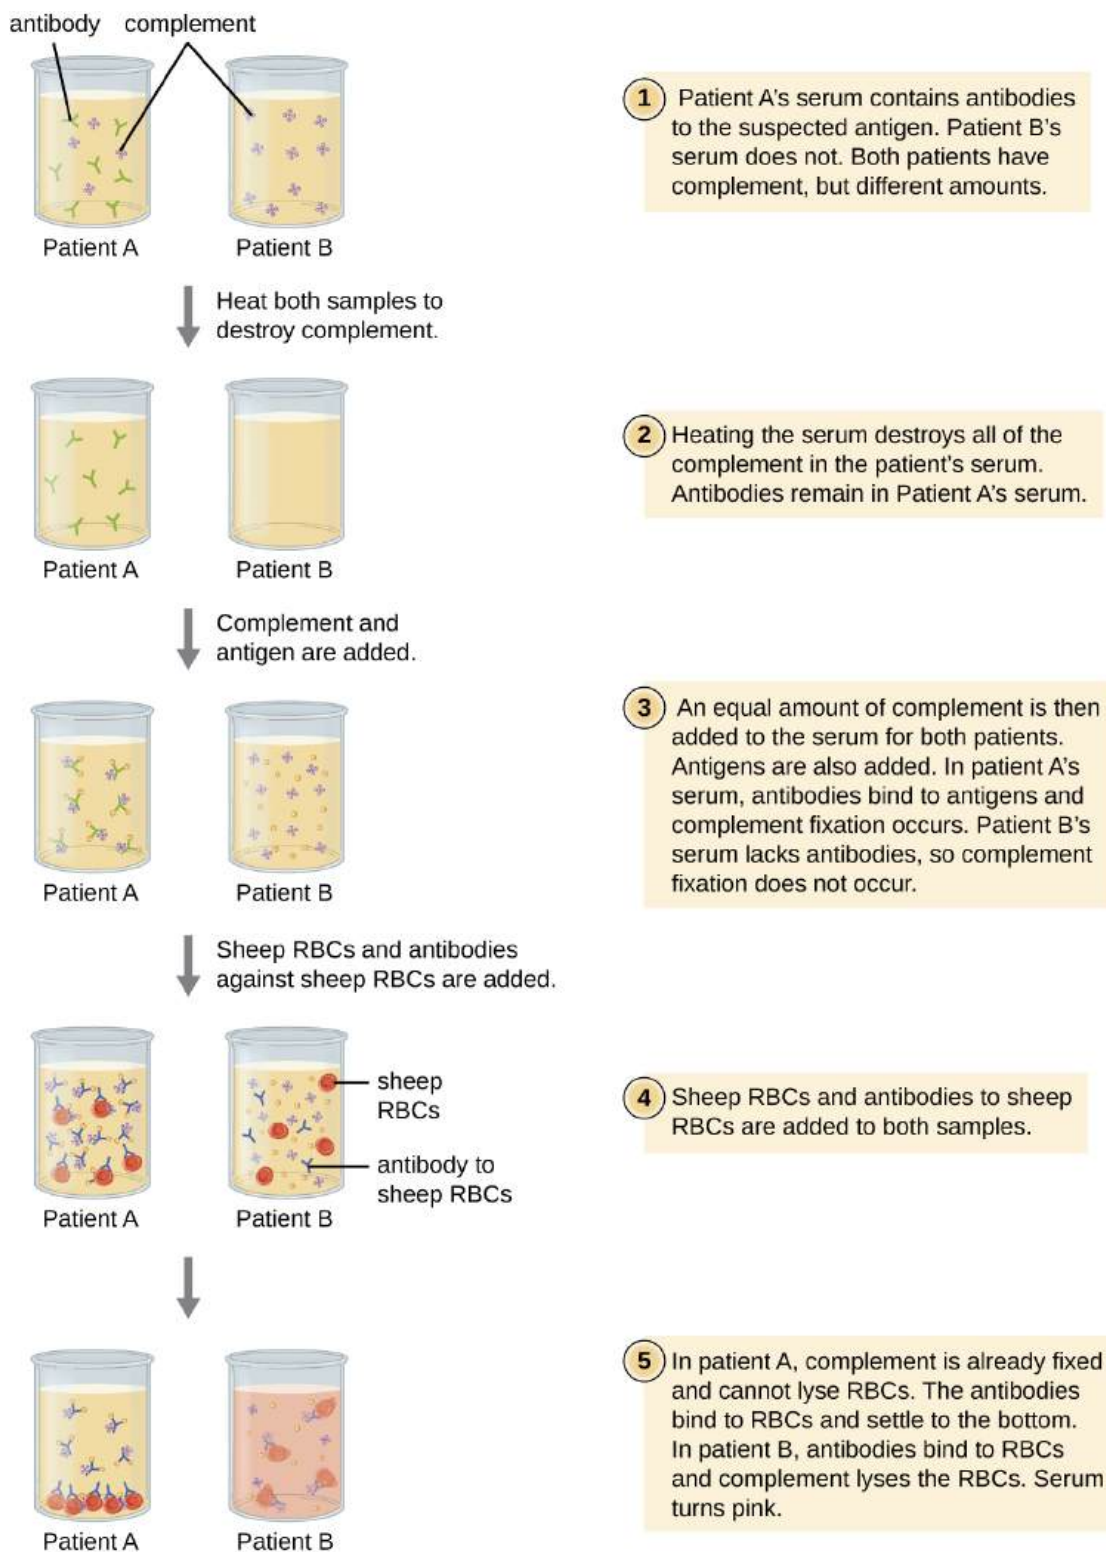 antibody complement
Patient A Patient B
1 Patient A's serum contains antibodies
to the suspected antigen. Patient B's
serum does not. Both patients have
complement, but different amounts.
Heat both samples to
destroy complement.
Patient A Patient B
2 Heating the serum destroys all of the
complement in the patient's serum.
Antibodies remain in Patient A's serum.
Complement and
antigen are added.
Patient A Patient B
3 An equal amount of complement is then
added to the serum for both patients.
Antigens are also added. In patient A's
serum, antibodies bind to antigens and
complement fixation occurs. Patient B's
serum lacks antibodies, so complement
fixation does not occur.
Sheep RBCs and antibodies
against sheep RBCs are added.
sheep
RBCs
antibody to
sheep RBCs
Patient A Patient B
4 Sheep RBCs and antibodies to sheep
RBCs are added to both samples.
Patient A Patient B
5 In patient A, complement is already fixed
and cannot lyse RBCs. The antibodies
bind to RBCs and settle to the bottom.
In patient B, antibodies bind to RBCs
and complement lyses the RBCs. Serum
turns pink.